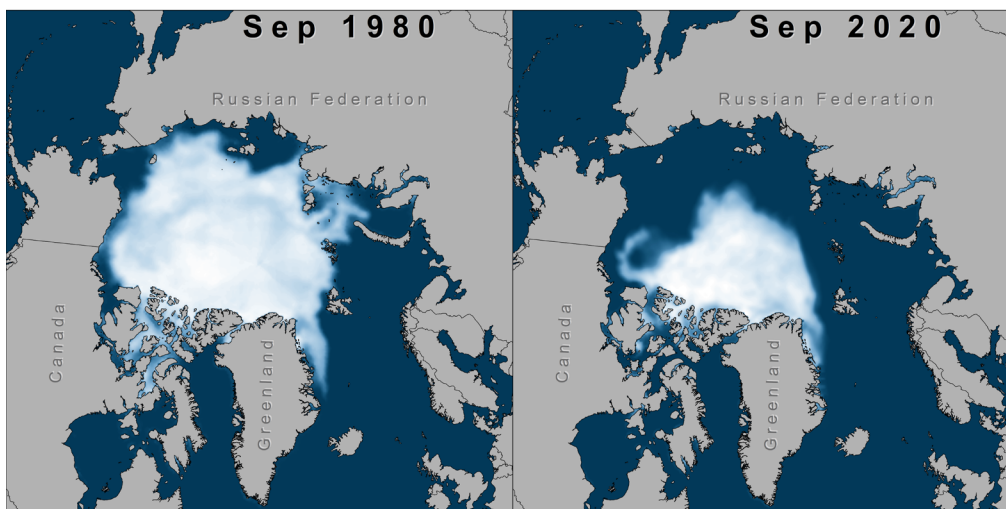 Sep 1980
Russian Federation
Canada
Greenland
Sep 2020
Russian Federation
Canada
Greenland